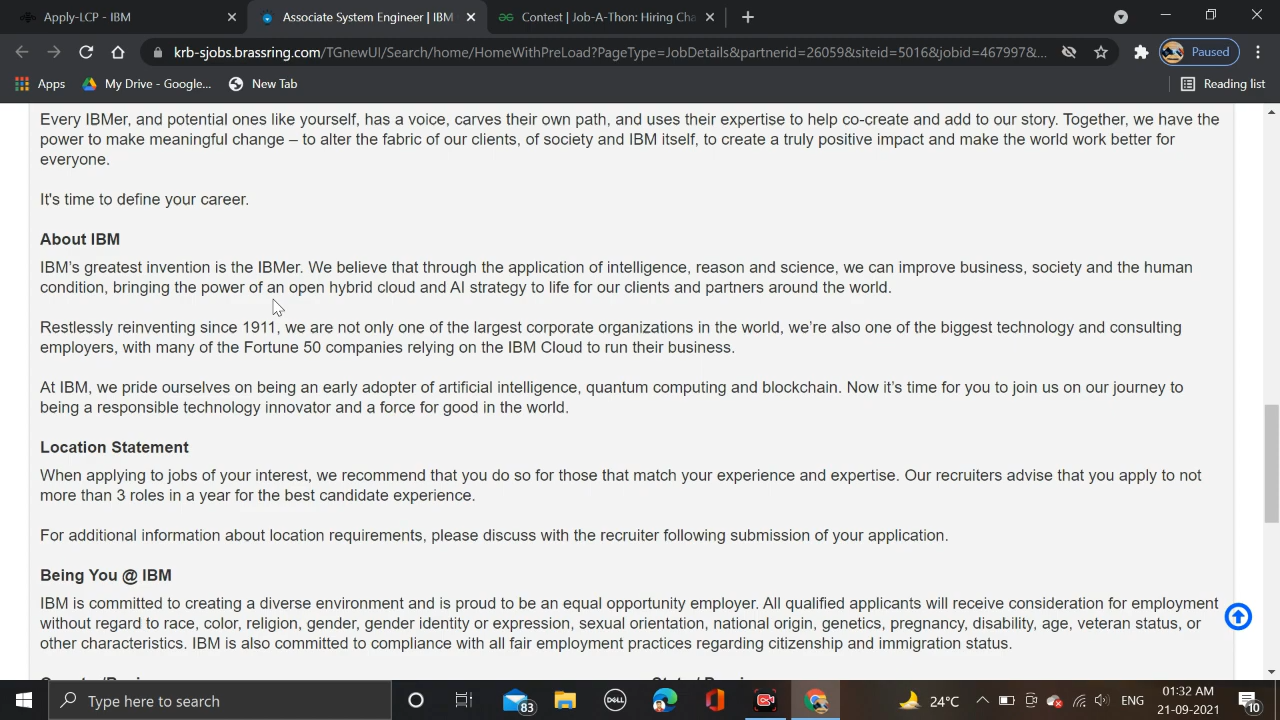 Apply-LCP - IBM
Associate System Engineer | IBM
Contest | Job-A-Thon: Hiring Cha
krb-sjobs.brassring.com/TGnewUI/Search/home/HomeWithPreLoad?PageType=JobDetails&partnerid=26059&siteid=5016&jobid=467997&...
Paused
Apps
My Drive - Google...
New Tab
Reading list
Every IBMer, and potential ones like yourself, has a voice, carves their own path, and uses their expertise to help co-create and add to our story. Together, we have the
power to make meaningful change – to alter the fabric of our clients, of society and IBM itself, to create a truly positive impact and make the world work better for
everyone.
It's time to define your career.
About IBM
IBM's greatest invention is the IBMer. We believe that through the application of intelligence, reason and science, we can improve business, society and the human
condition, bringing the power of an open hybrid cloud and AI strategy to life for our clients and partners around the world.
Restlessly reinventing since 1911, we are not only one of the largest corporate organizations in the world, we're also one of the biggest technology and consulting
employers, with many of the Fortune 50 companies relying on the IBM Cloud to run their business.
At IBM, we pride ourselves on being an early adopter of artificial intelligence, quantum computing and blockchain. Now it's time for you to join us on our journey to
being a responsible technology innovator and a force for good in the world.
Location Statement
When applying to jobs of your interest, we recommend that you do so for those that match your experience and expertise. Our recruiters advise that you apply to not
more than 3 roles in a year for the best candidate experience.
For additional information about location requirements, please discuss with the recruiter following submission of your application.
Being You @ IBM
IBM is committed to creating a diverse environment and is proud to be an equal opportunity employer. All qualified applicants will receive consideration for employment
without regard to race, color, religion, gender, gender identity or expression, sexual orientation, national origin, genetics, pregnancy, disability, age, veteran status, or
other characteristics. IBM is also committed to compliance with all fair employment practices regarding citizenship and immigration status.
Type here to search
83
DELL
24°C
ENG
01:32 AM
21-09-2021
10